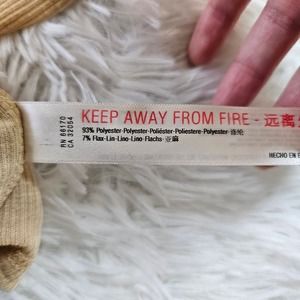 RN 66170
CA 32054
KEEP AWAY FROM FIRE - 远离
93% Polyester·Polyester·Poliéster·Poliestere·Polyester·涤纶
7% Flax·Lin·Lino·Lino·Flachs·亚麻
HECHO EN